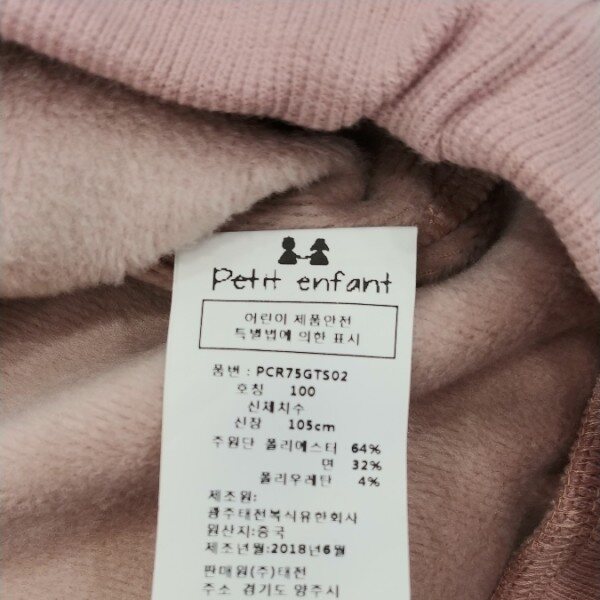 Petit enfant
어린이 제품안전
특별법에 의한 표시
품번 : PCR75GTS02
호칭 100
신체치수
신장 105cm
주원단 폴리에스터 64%
면 32%
폴리우레탄 4%
제조원:
광주태전복식유한회사
원산지:중국
제조년월:2018년6월
판매원(주)태전
주소 경기도 양주시